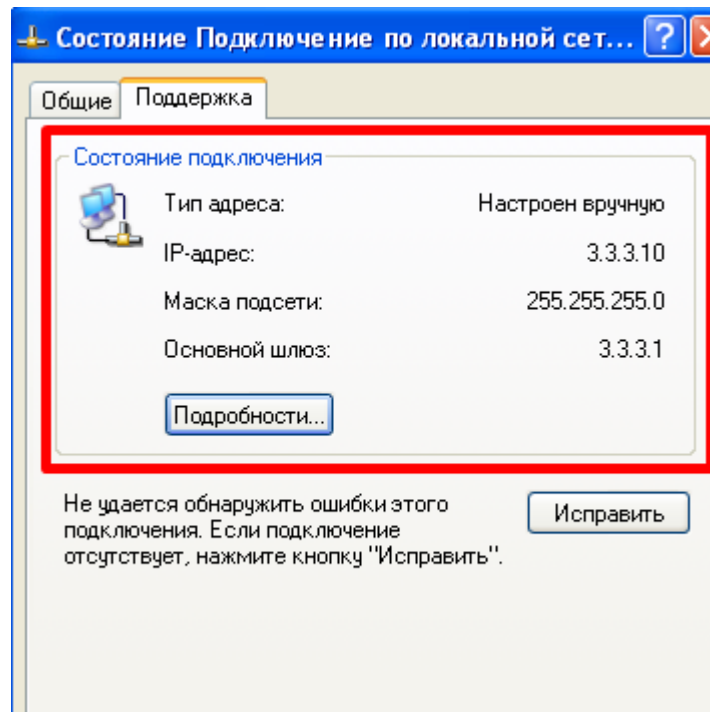 Состояние Подключение по локальной сет...
Общие
Поддержка
Состояние подключения
Тип адреса: Настроен вручную
IP-адрес: 3.3.3.10
Маска подсети: 255.255.255.0
Основной шлюз: 3.3.3.1
Подробности...
Не удается обнаружить ошибки этого
подключения. Если подключение
отсутствует, нажмите кнопку "Исправить".
Исправить